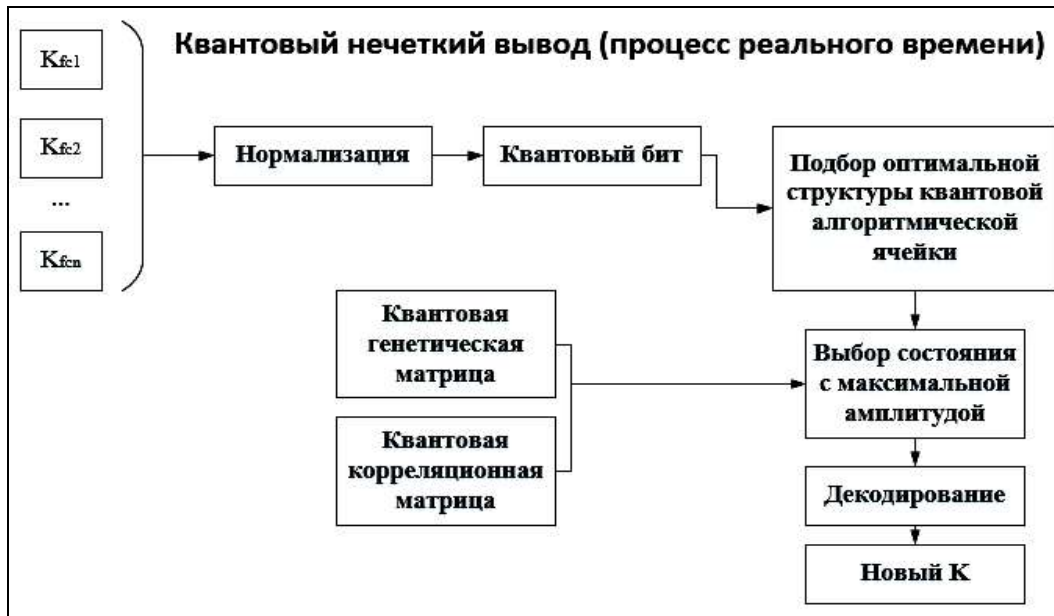 Квантовый нечеткий вывод (процесс реального времени)
Kfc1
Kfc2
...
Kfcn
Нормализация
Квантовый бит
Подбор оптимальной
структуры квантовой
алгоритмической
ячейки
Квантовая
генетическая
матрица
Выбор состояния
с максимальной
амплитудой
Квантовая
корреляционная
матрица
Декодирование
Новый K